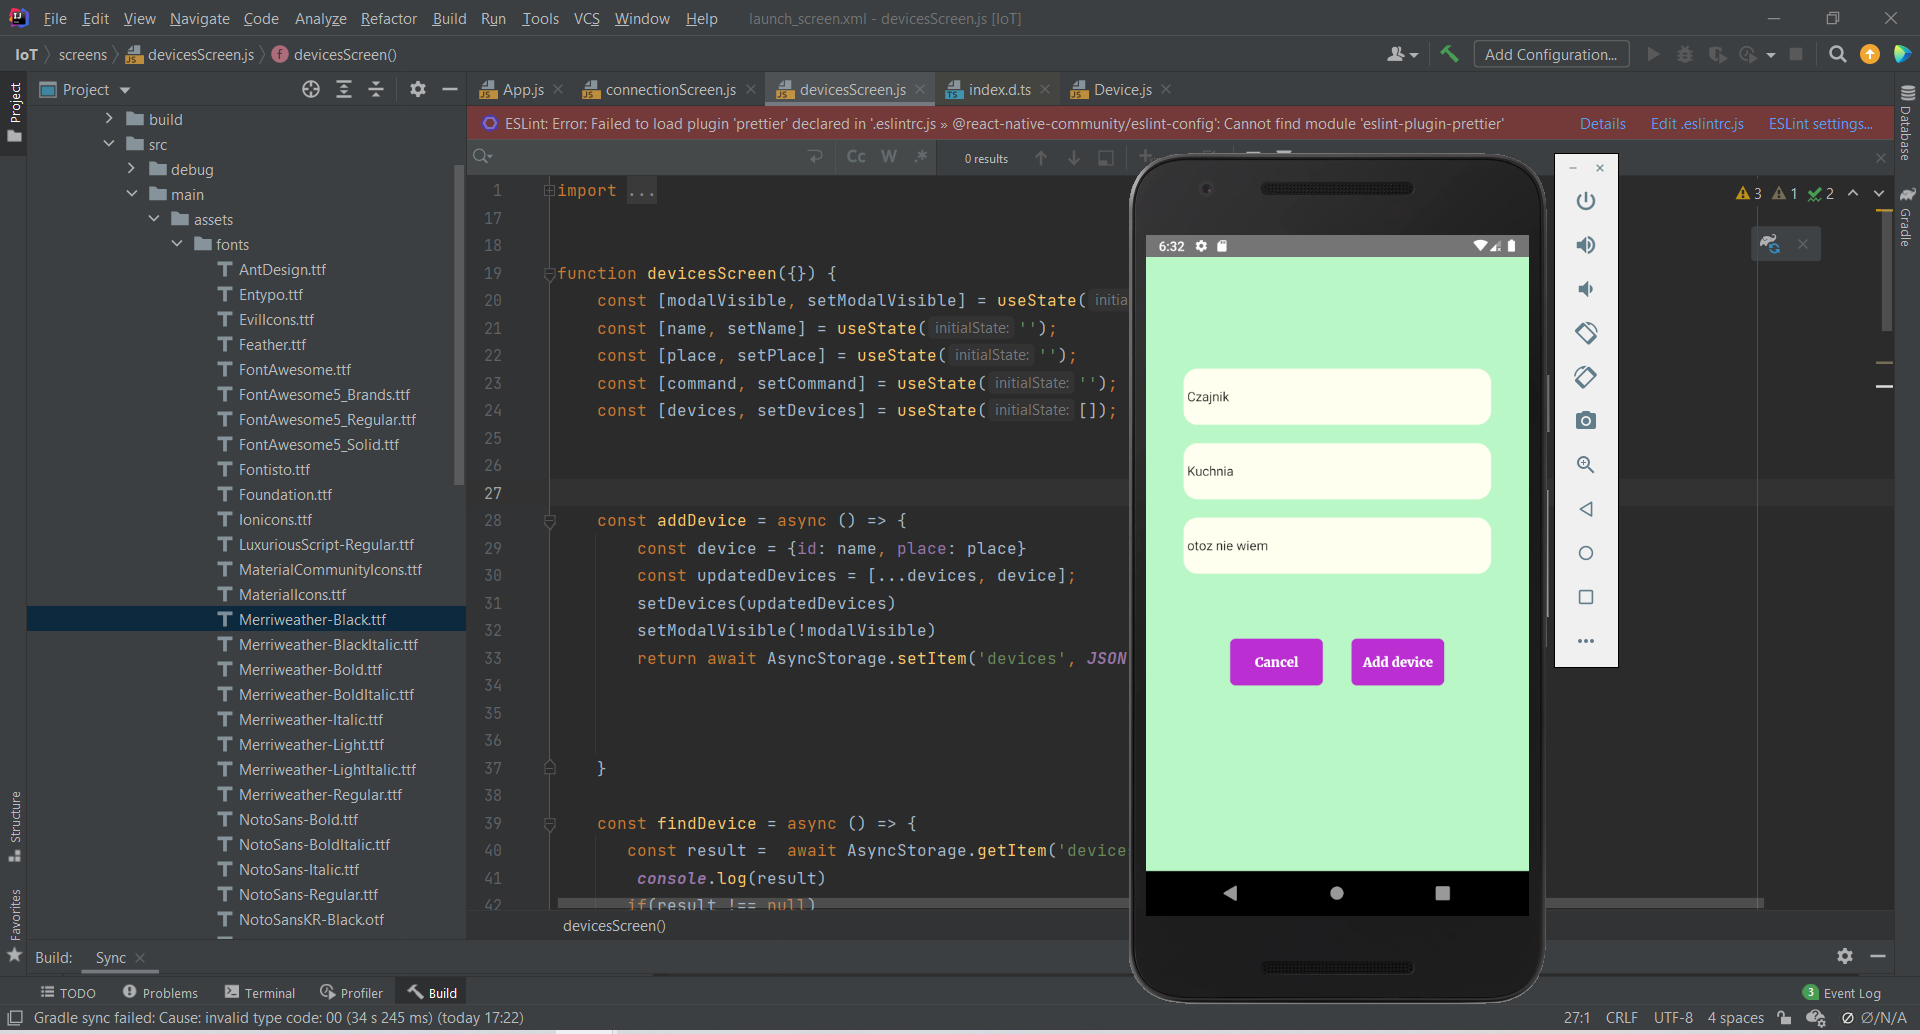 File Edit View Navigate Code Analyze Refactor Build Run Tools VCS Window Help launch_screen.xml - devicesScreen.js [IoT]
IoT screens devicesScreen.js devicesScreen() Add Configuration...
Project App.js connectionScreen.js devicesScreen.js index.d.ts Device.js
ESLint: Error: Failed to load plugin 'prettier' declared in '.eslintrc.js » @react-native-community/eslint-config': Cannot find module 'eslint-plugin-prettier' Details Edit .eslintrc.js ESLint settings...
Cc W .* 0 results
3 1 2
Project
Structure
Favorites
Database
Gradle
build
src
debug
main
assets
fonts
AntDesign.ttf
Entypo.ttf
EvilIcons.ttf
Feather.ttf
FontAwesome.ttf
FontAwesome5_Brands.ttf
FontAwesome5_Regular.ttf
FontAwesome5_Solid.ttf
Fontisto.ttf
Foundation.ttf
Ionicons.ttf
LuxuriousScript-Regular.ttf
MaterialCommunityIcons.ttf
MaterialIcons.ttf
Merriweather-Black.ttf
Merriweather-BlackItalic.ttf
Merriweather-Bold.ttf
Merriweather-BoldItalic.ttf
Merriweather-Italic.ttf
Merriweather-Light.ttf
Merriweather-LightItalic.ttf
Merriweather-Regular.ttf
NotoSans-Bold.ttf
NotoSans-BoldItalic.ttf
NotoSans-Italic.ttf
NotoSans-Regular.ttf
NotoSansKR-Black.otf
1 import ...
17
18
19 function devicesScreen({}) {
20 const [modalVisible, setModalVisible] = useState( initia
21 const [name, setName] = useState( initialState: '');
22 const [place, setPlace] = useState( initialState: '');
23 const [command, setCommand] = useState( initialState: '');
24 const [devices, setDevices] = useState( initialState: []);
25
26
27
28 const addDevice = async () => {
29 const device = {id: name, place: place}
30 const updatedDevices = [...devices, device];
31 setDevices(updatedDevices)
32 setModalVisible(!modalVisible)
33 return await AsyncStorage.setItem('devices', JSON
34
35
36
37 }
38
39 const findDevice = async () => {
40 const result = await AsyncStorage.getItem('device
41 console.log(result)
42 if(result !== null)
devicesScreen()
6:32
Czajnik
Kuchnia
otoz nie wiem
Cancel Add device
Build: Sync
TODO Problems Terminal Profiler Build 3 Event Log
Gradle sync failed: Cause: invalid type code: 00 (34 s 245 ms) (today 17:22) 27:1 CRLF UTF-8 4 spaces Ø/N/A